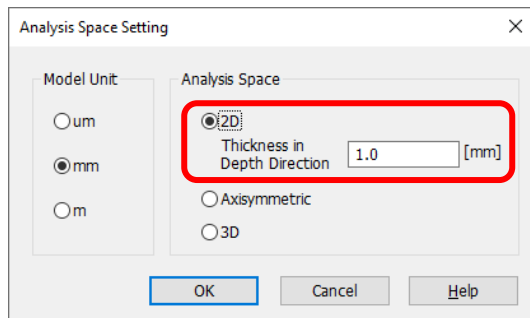 Analysis Space Setting
Model Unit
um
mm
m
Analysis Space
2D
Thickness in
Depth Direction
1.0
[mm]
Axisymmetric
3D
OK
Cancel
Help